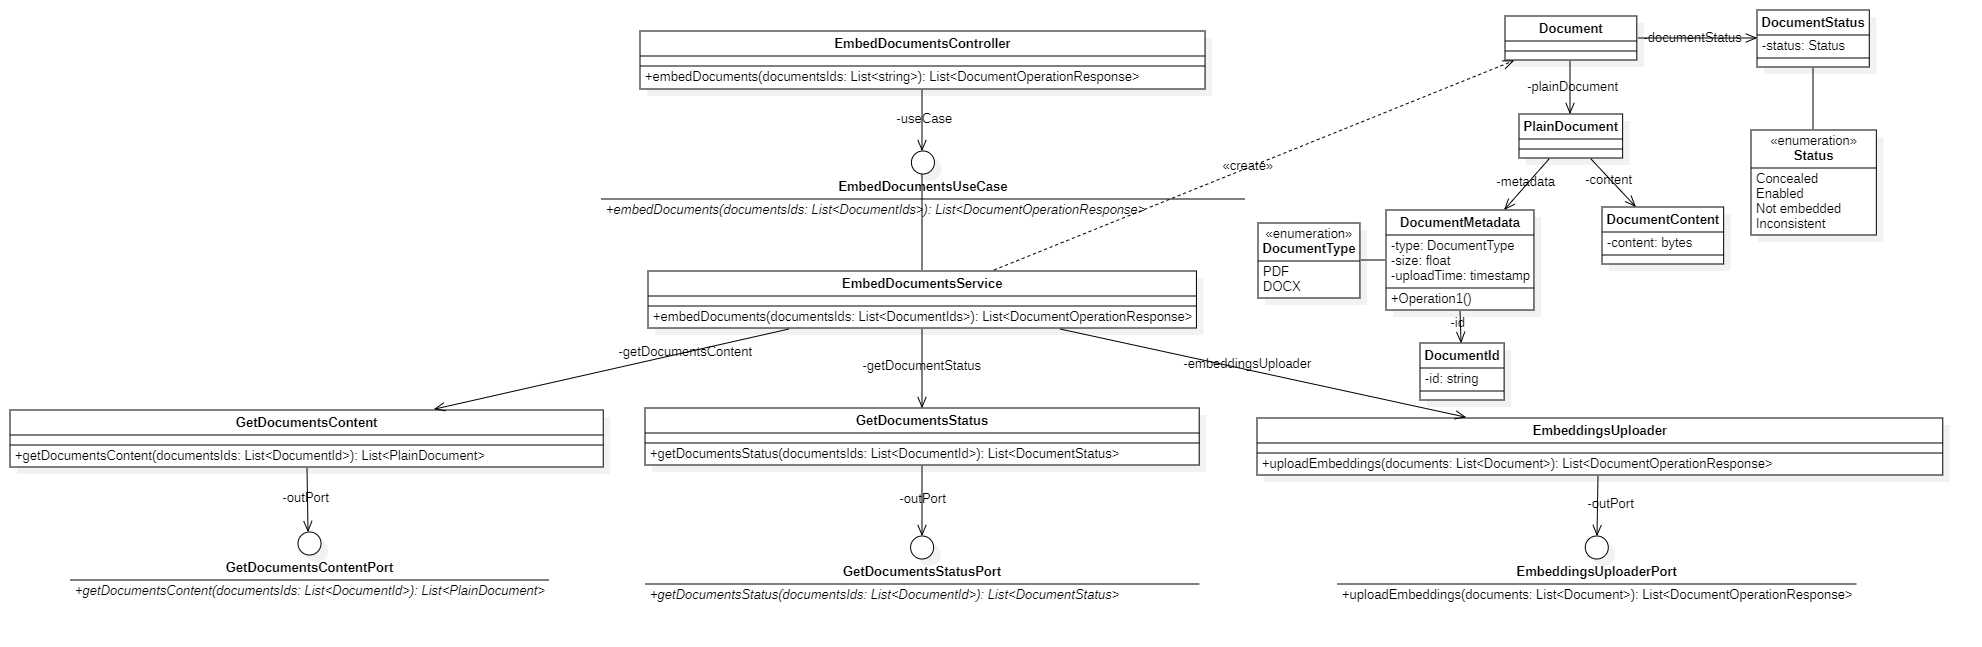 EmbedDocumentsController
+embedDocuments(documentsIds: List<string>): List<DocumentOperationResponse>
-useCase
EmbedDocumentsUseCase
+embedDocuments(documentsIds: List<DocumentIds>): List<DocumentOperationResponse>
«create»
EmbedDocumentsService
+embedDocuments(documentsIds: List<DocumentIds>): List<DocumentOperationResponse>
-getDocumentsContent
-getDocumentStatus
-embeddingsUploader
GetDocumentsContent
+getDocumentsContent(documentsIds: List<DocumentId>): List<PlainDocument>
-outPort
GetDocumentsContentPort
+getDocumentsContent(documentsIds: List<DocumentId>): List<PlainDocument>
GetDocumentsStatus
+getDocumentsStatus(documentsIds: List<DocumentId>): List<DocumentStatus>
-outPort
GetDocumentsStatusPort
+getDocumentsStatus(documentsIds: List<DocumentId>): List<DocumentStatus>
EmbeddingsUploader
+uploadEmbeddings(documents: List<Document>): List<DocumentOperationResponse>
-outPort
EmbeddingsUploaderPort
+uploadEmbeddings(documents: List<Document>): List<DocumentOperationResponse>
Document
-documentStatus
DocumentStatus
-status: Status
-plainDocument
PlainDocument
«enumeration»
Status
Concealed
Enabled
Not embedded
Inconsistent
-metadata
-content
«enumeration»
DocumentType
PDF
DOCX
DocumentMetadata
-type: DocumentType
-size: float
-uploadTime: timestamp
+Operation1()
DocumentContent
-content: bytes
-id
DocumentId
-id: string